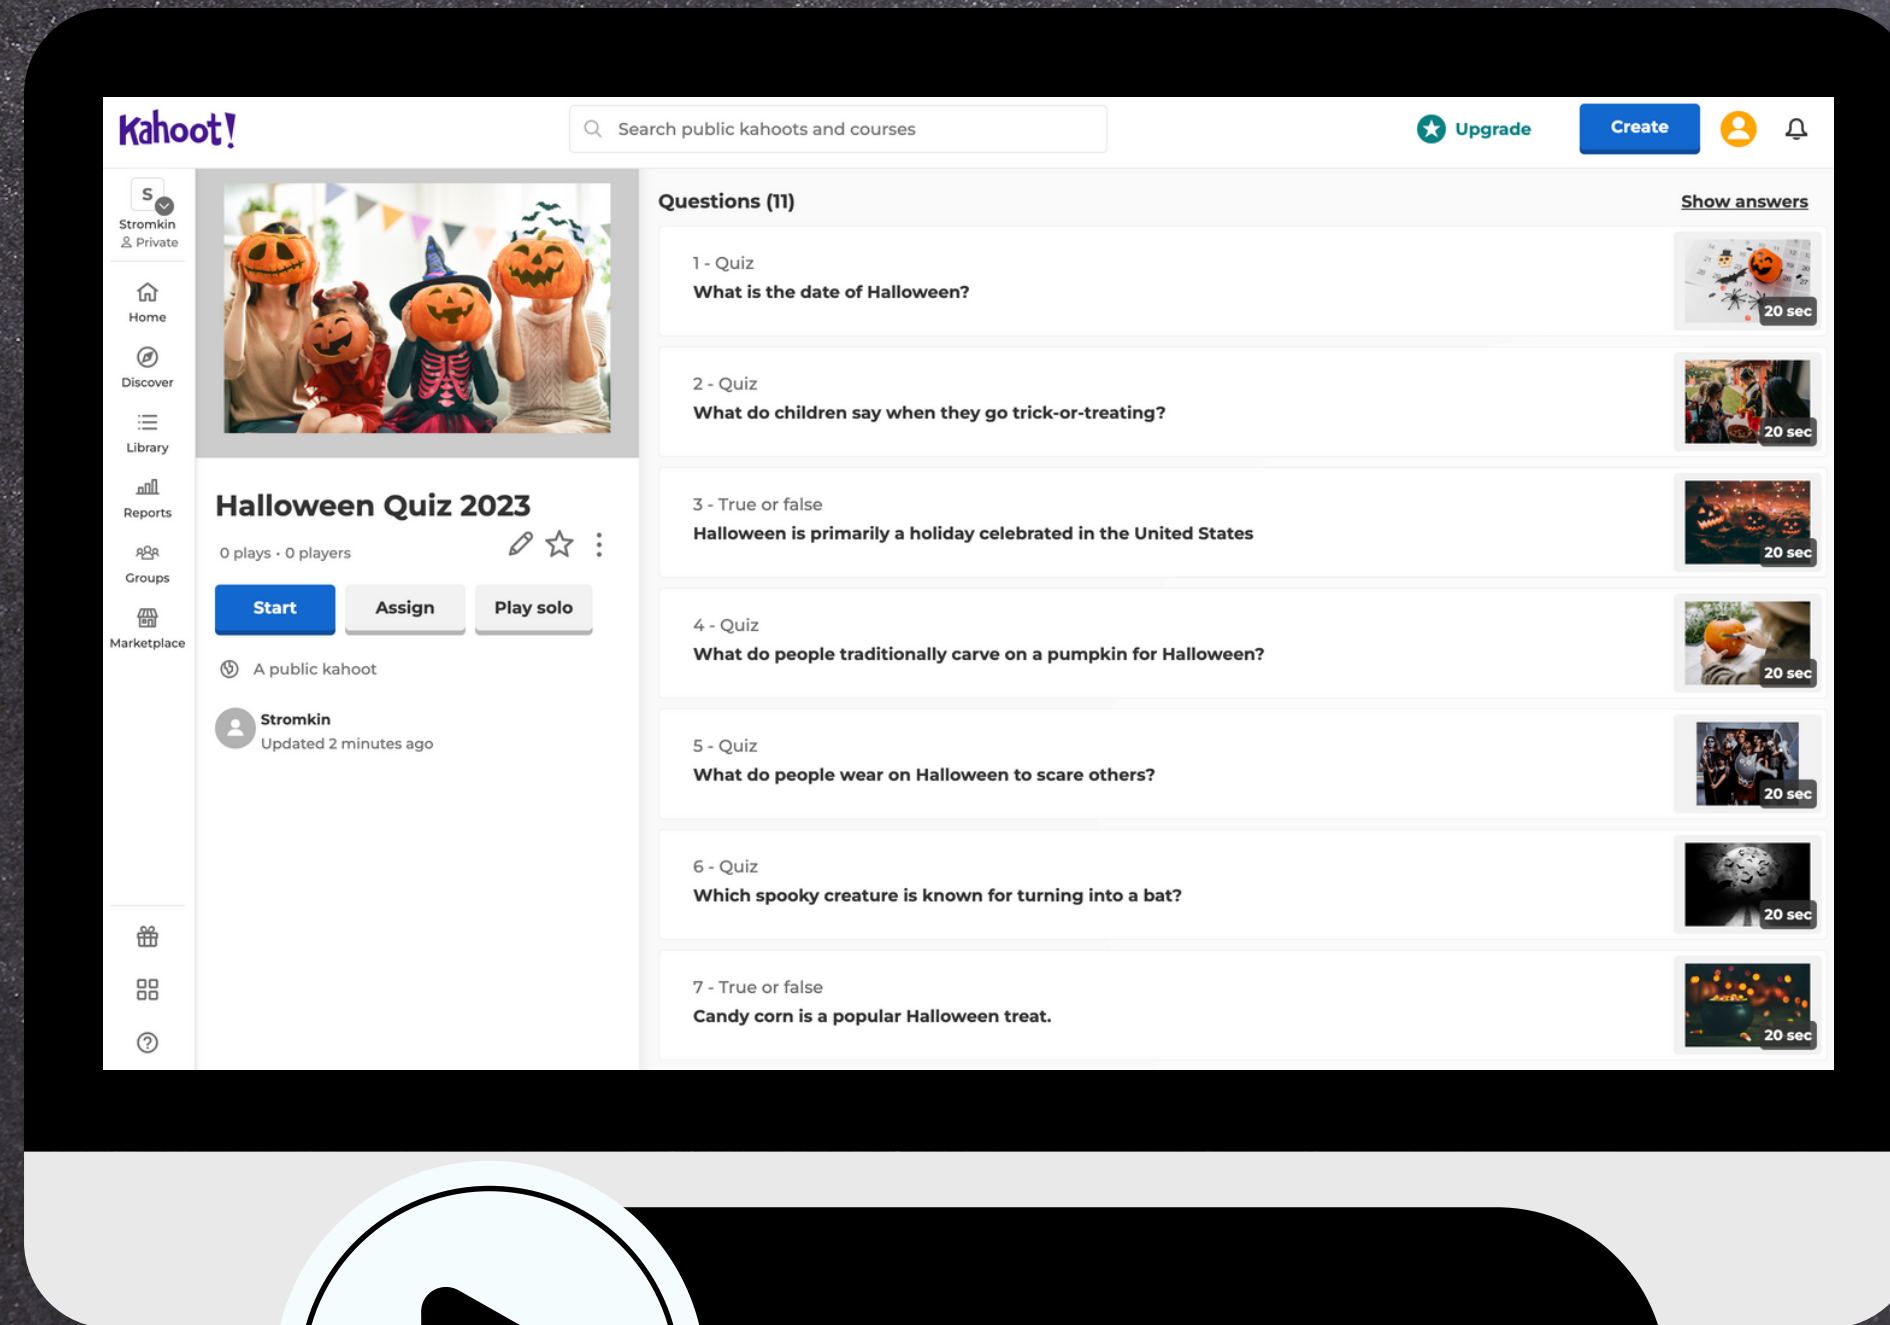 Kahoot!
Search public kahoots and courses
Upgrade
Create
S
Stromkin
Private
Home
Discover
Library
Reports
Groups
Marketplace
Halloween Quiz 2023
0 plays · 0 players
Start
Assign
Play solo
A public kahoot
Stromkin
Updated 2 minutes ago
Questions (11)
Show answers
1 - Quiz
What is the date of Halloween?
20 sec
2 - Quiz
What do children say when they go trick-or-treating?
20 sec
3 - True or false
Halloween is primarily a holiday celebrated in the United States
20 sec
4 - Quiz
What do people traditionally carve on a pumpkin for Halloween?
20 sec
5 - Quiz
What do people wear on Halloween to scare others?
20 sec
6 - Quiz
Which spooky creature is known for turning into a bat?
20 sec
7 - True or false
Candy corn is a popular Halloween treat.
20 sec